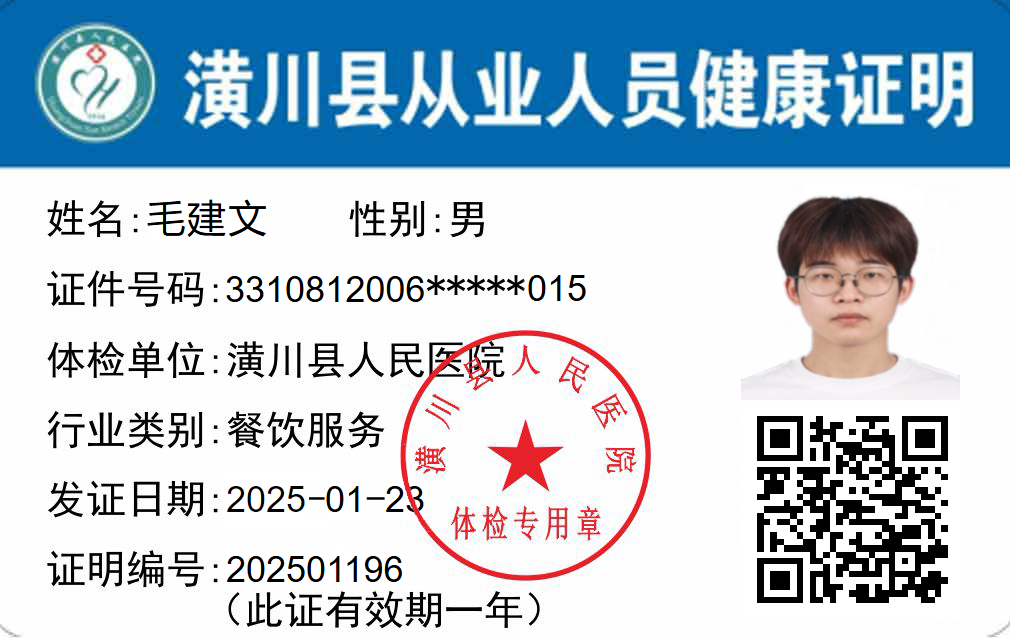 潢川县从业人员健康证明
姓名:毛建文 性别:男
证件号码:3310812006*****015
体检单位:潢川县人民医院
行业类别:餐饮服务
发证日期:2025-01-23
证明编号:202501196
(此证有效期一年)
潢川县人民医院
体检专用章